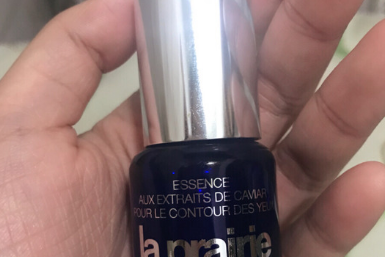 ESSENCE
AUX EXTRAITS DE CAVIAR
POUR LE CONTOUR DES YEUX
la prairie